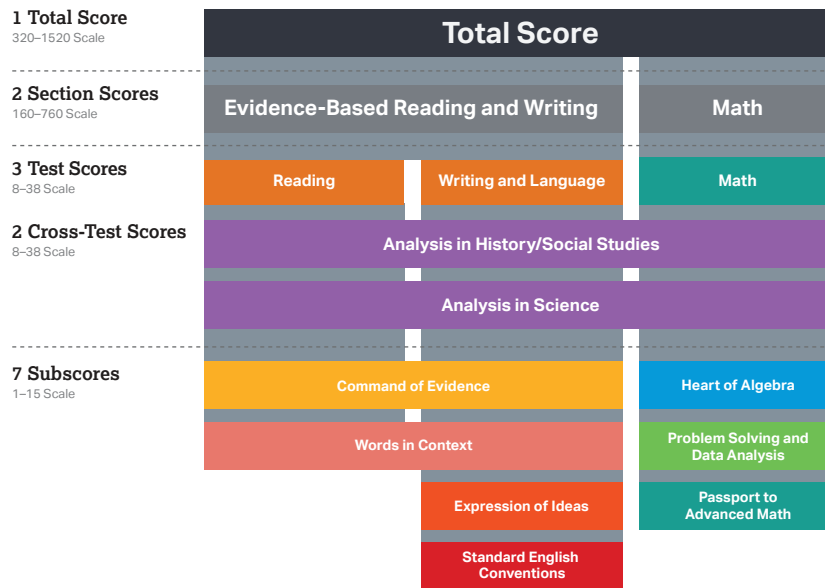 1 Total Score
320–1520 Scale
Total Score
2 Section Scores
160–760 Scale
Evidence-Based Reading and Writing
Math
3 Test Scores
8–38 Scale
Reading
Writing and Language
Math
2 Cross-Test Scores
8–38 Scale
Analysis in History/Social Studies
Analysis in Science
7 Subscores
1–15 Scale
Command of Evidence
Heart of Algebra
Words in Context
Problem Solving and
Data Analysis
Expression of Ideas
Passport to
Advanced Math
Standard English
Conventions